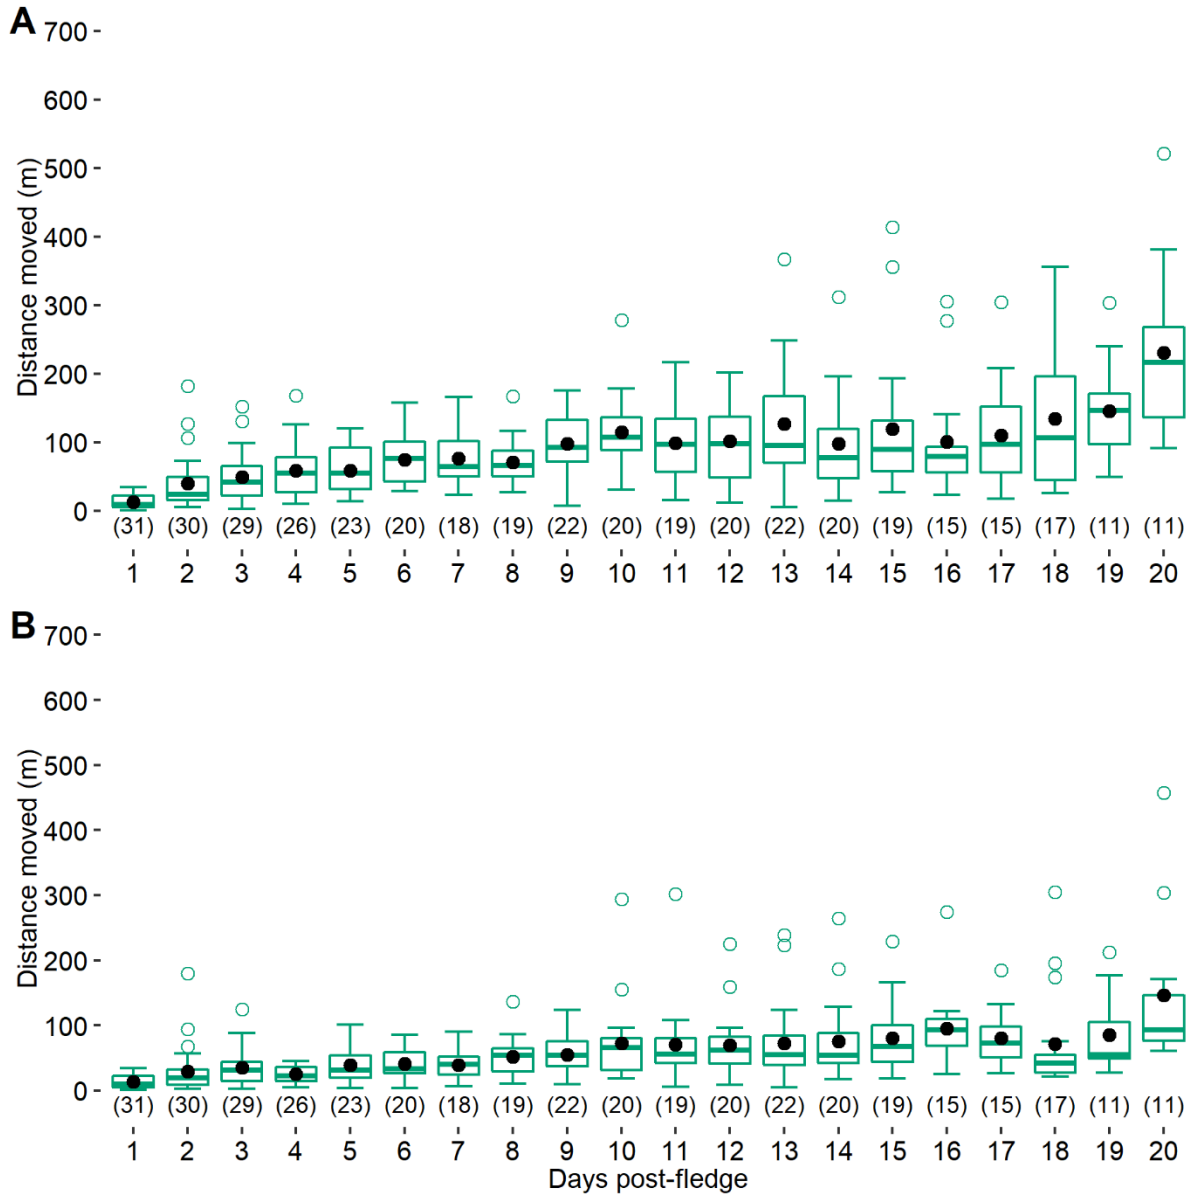 A
700
600
500
400
300
200
100
0
Distance moved (m)
(31) (30) (29) (26) (23) (20) (18) (19) (22) (20) (19) (20) (22) (20) (19) (15) (15) (17) (11) (11)
1 2 3 4 5 6 7 8 9 10 11 12 13 14 15 16 17 18 19 20
B
700
600
500
400
300
200
100
0
Distance moved (m)
(31) (30) (29) (26) (23) (20) (18) (19) (22) (20) (19) (20) (22) (20) (19) (15) (15) (17) (11) (11)
1 2 3 4 5 6 7 8 9 10 11 12 13 14 15 16 17 18 19 20
Days post-fledge